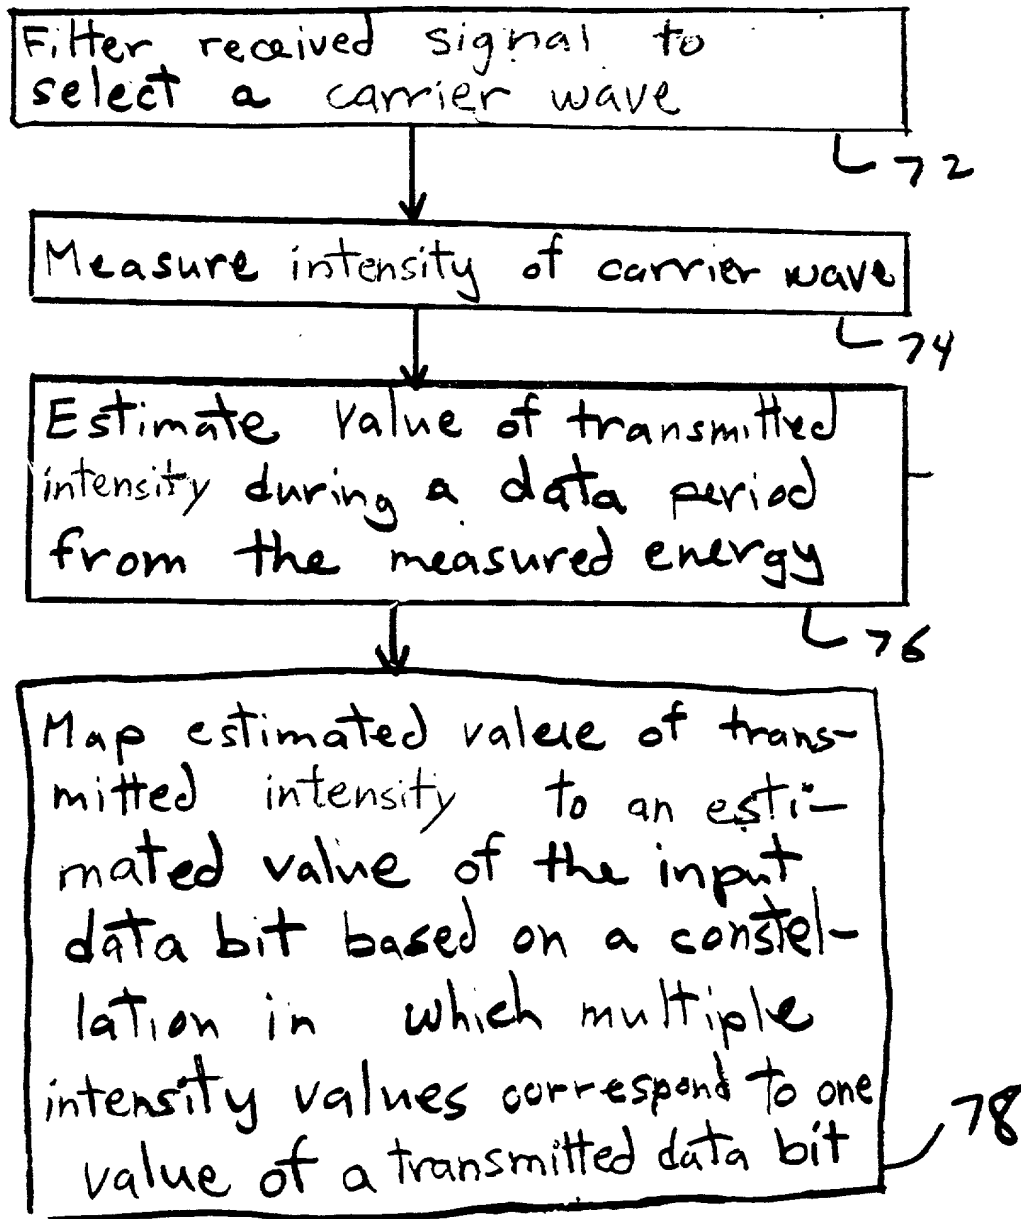 Filter received signal to
select a carrier wave
72
Measure intensity of carrier wave
74
Estimate value of transmitted
intensity during a data period
from the measured energy
76
Map estimated value of trans-
mitted intensity to an esti-
mated value of the input
data bit based on a constel-
lation in which multiple
intensity values correspond to one
value of a transmitted data bit
78